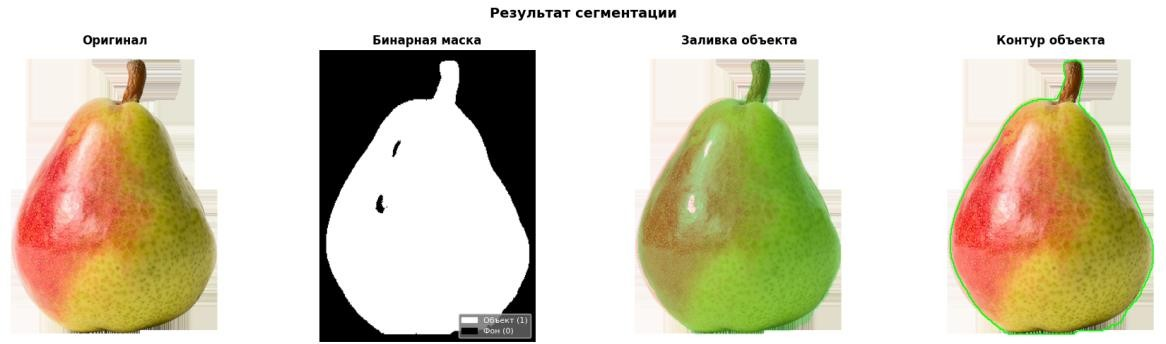 Результат сегментации
Оригинал
Бинарная маска
Заливка объекта
Контур объекта
Объект (1)
Фон (0)